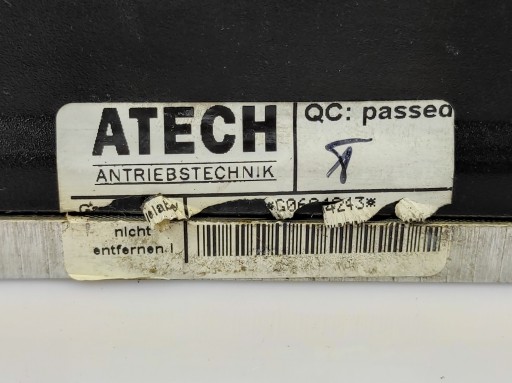 ATECH
ANTRIEBSTECHNIK
QC: passed
nicht
entfernen!